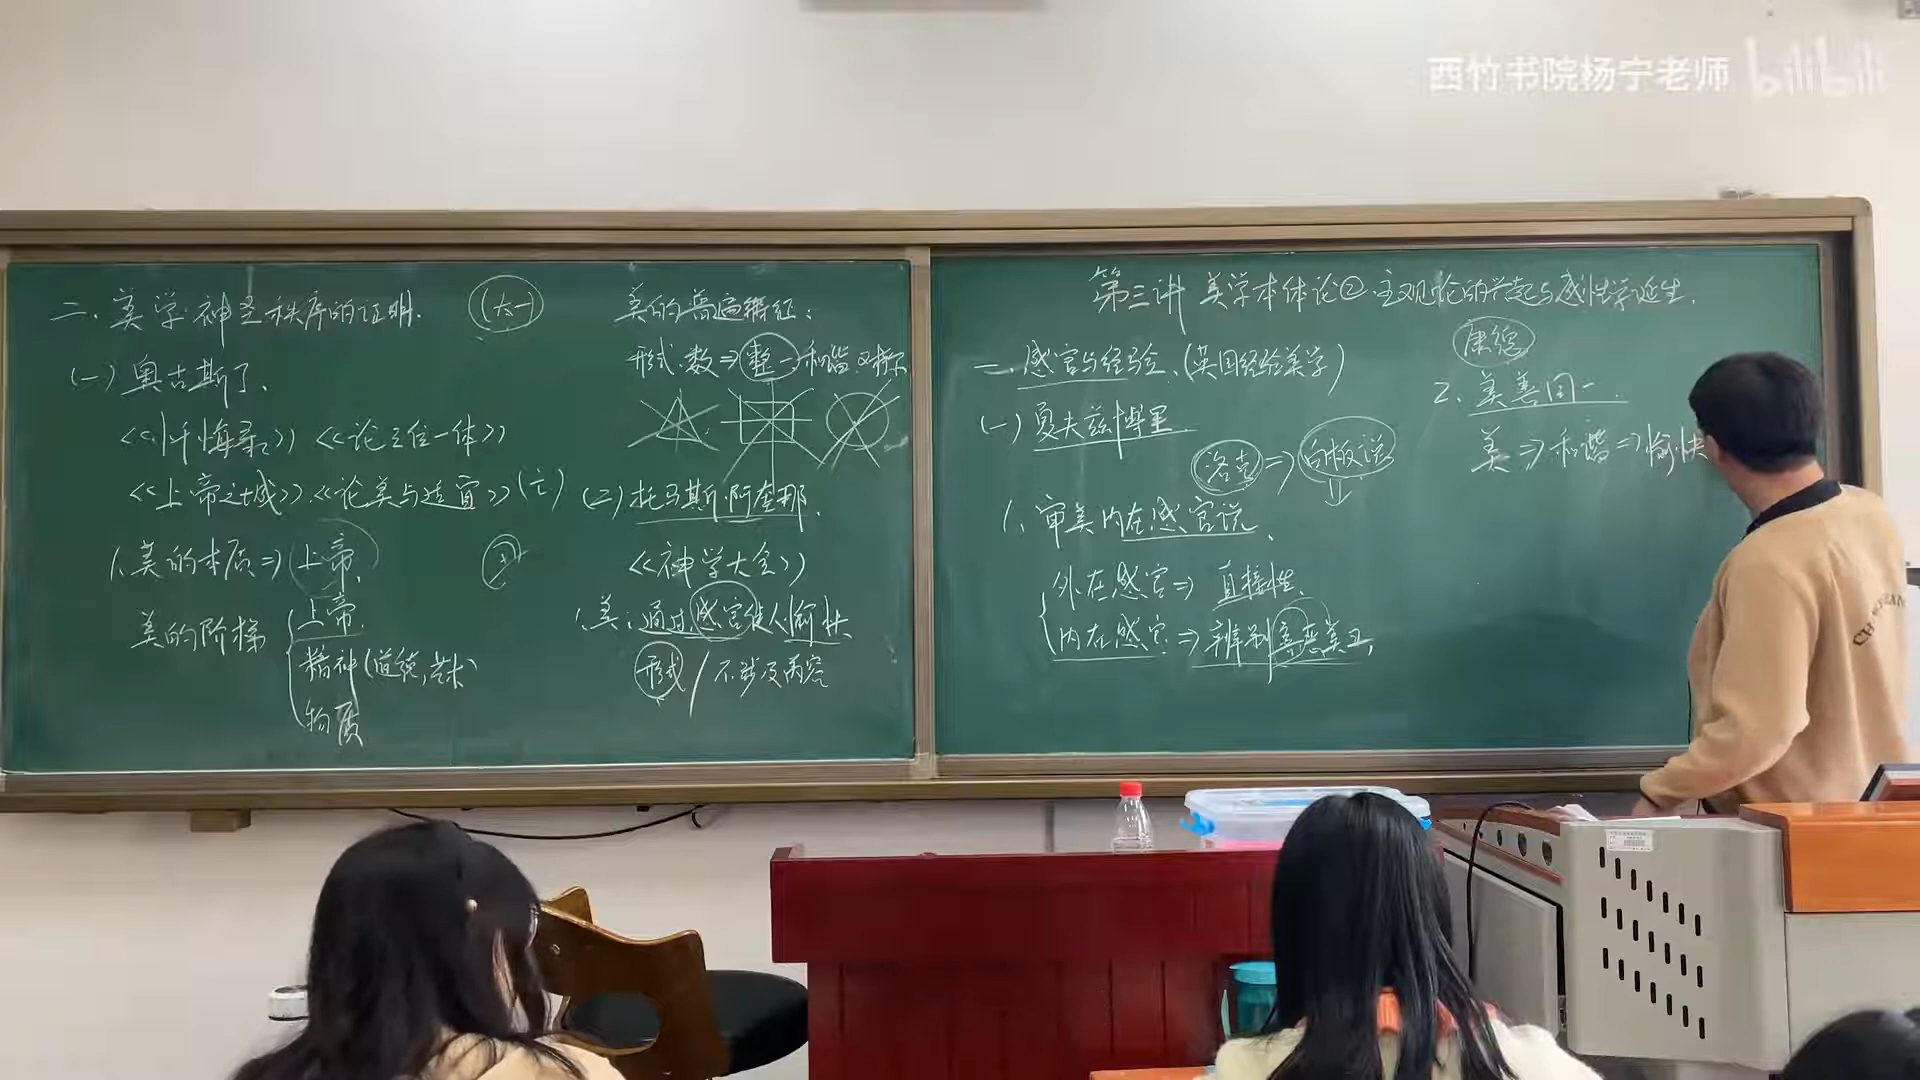 西竹书院杨宁老师 bilibili
二、美学:神圣秩序的证明.
(太一)
(一)奥古斯丁、
《忏悔录》《论三位一体》
《上帝之城》《论美与适宜》(亡)
1、美的本质⇒上帝、
美的阶梯
上帝.
精神(道德,艺术)
物质
美的普遍特征:
形式.数⇒整一和谐 对称
(二)托马斯·阿奎那.
《神学大全》
1、美:通过感官使人愉快
形式/不涉及内容
第三讲 美学本体论②:主观论的兴起与感性学诞生.
一、感官与经验、(英国经验美学)
(一)夏夫兹博里.
洛克⇒白板说
1、审美内在感官说、
外在感官⇒直接性.
内在感官⇒辨别善恶美丑,
康德
2、美善同一.
美⇒和谐⇒愉快